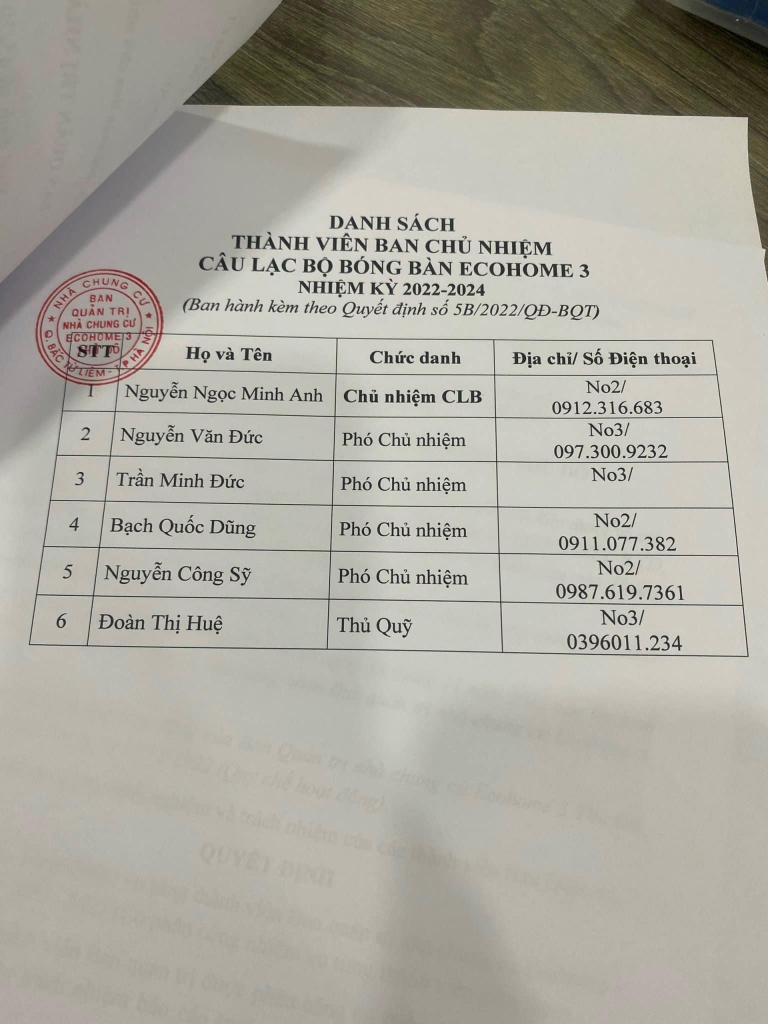 DANH SÁCH
THÀNH VIÊN BAN CHỦ NHIỆM
CÂU LẠC BỘ BÓNG BÀN ECOHOME 3
NHIỆM KỲ 2022-2024
(Ban hành kèm theo Quyết định số 5B/2022/QĐ-BQT)
NHÀ CHUNG CƯ
BAN
QUẢN TRỊ
NHÀ CHUNG CƯ
ECOHOME 3
Q. BẮC TỪ LIÊM - TP HÀ NỘI
STT Họ và Tên Chức danh Địa chỉ/ Số Điện thoại
1 Nguyễn Ngọc Minh Anh Chủ nhiệm CLB No2/
0912.316.683
2 Nguyễn Văn Đức Phó Chủ nhiệm No3/
097.300.9232
3 Trần Minh Đức Phó Chủ nhiệm No3/
4 Bạch Quốc Dũng Phó Chủ nhiệm No2/
0911.077.382
5 Nguyễn Công Sỹ Phó Chủ nhiệm No2/
0987.619.7361
6 Đoàn Thị Huệ Thủ Quỹ No3/
0396011.234
QUYẾT ĐỊNH